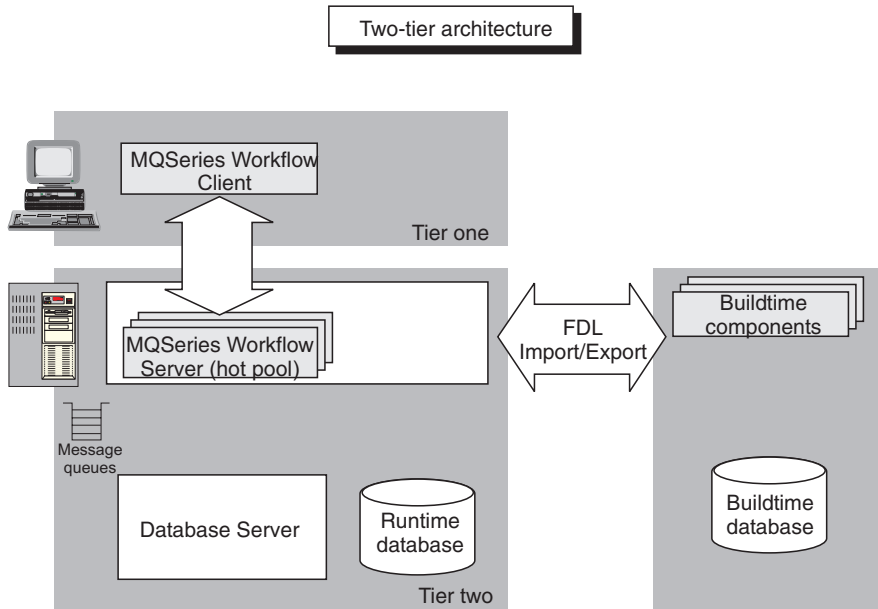 Two-tier architecture
MQSeries Workflow
Client
Tier one
MQSeries Workflow
Server (hot pool)
FDL
Import/Export
Buildtime
components
Message
queues
Database Server
Runtime
database
Buildtime
database
Tier two